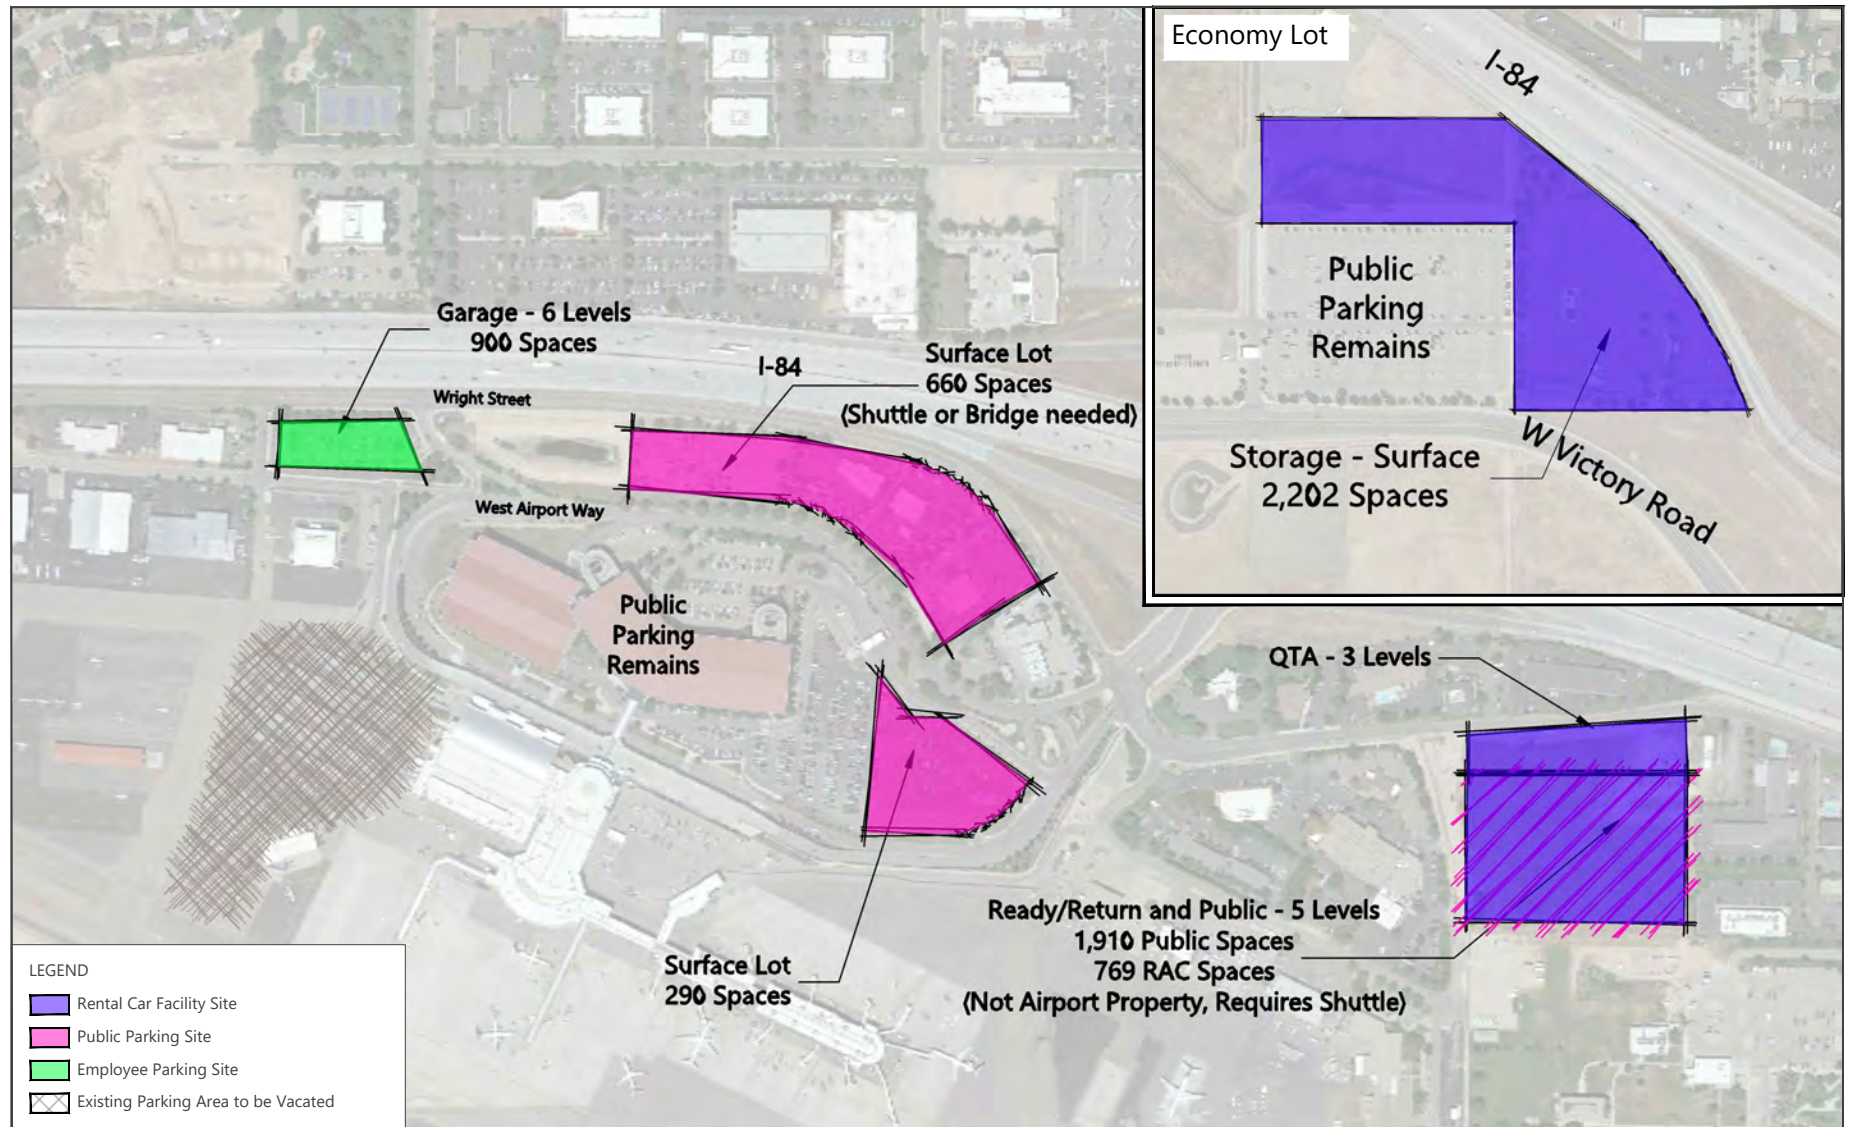 Economy Lot
I-84
Public
Parking
Remains
Storage - Surface
2,202 Spaces
W Victory Road
Garage - 6 Levels
900 Spaces
I-84
Surface Lot
660 Spaces
(Shuttle or Bridge needed)
Wright Street
West Airport Way
Public
Parking
Remains
QTA - 3 Levels
Ready/Return and Public - 5 Levels
1,910 Public Spaces
769 RAC Spaces
(Not Airport Property, Requires Shuttle)
Surface Lot
290 Spaces
LEGEND
Rental Car Facility Site
Public Parking Site
Employee Parking Site
Existing Parking Area to be Vacated